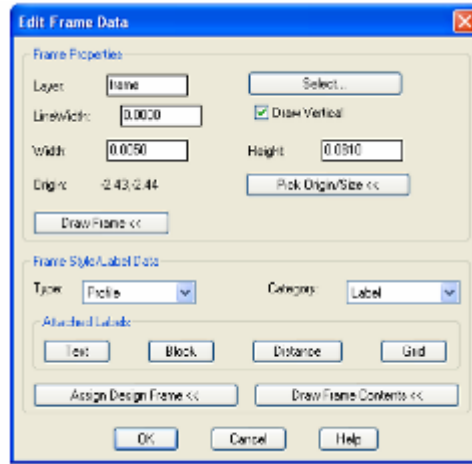 Edit Frame Data
Frame Properties
Layer: frame Select...
LineWidth: 0.0000 Draw Vertical
Width: 0.0050 Height: 0.0810
Origin: -2.43,-2.44 Pick Origin/Size <<
Draw Frame <<
Frame Style/Label Data
Type: Profile Category: Label
Attached Labels
Text Block Distance Grid
Assign Design Frame << Draw Frame Contents <<
OK Cancel Help